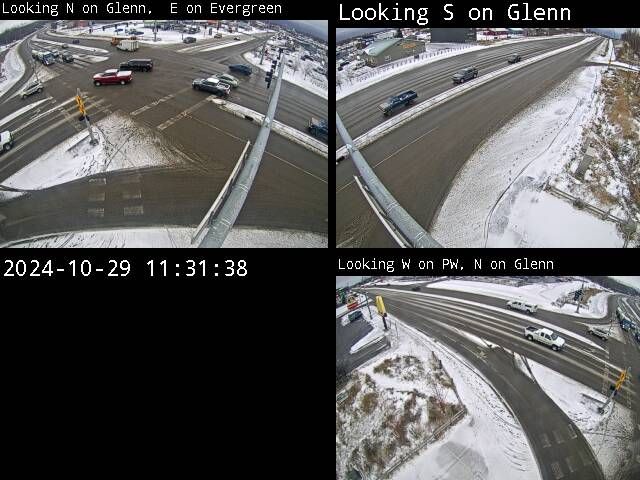 Looking N on Glenn, E on Evergreen
Looking S on Glenn
2024-10-29 11:31:38
Looking W on PW, N on Glenn